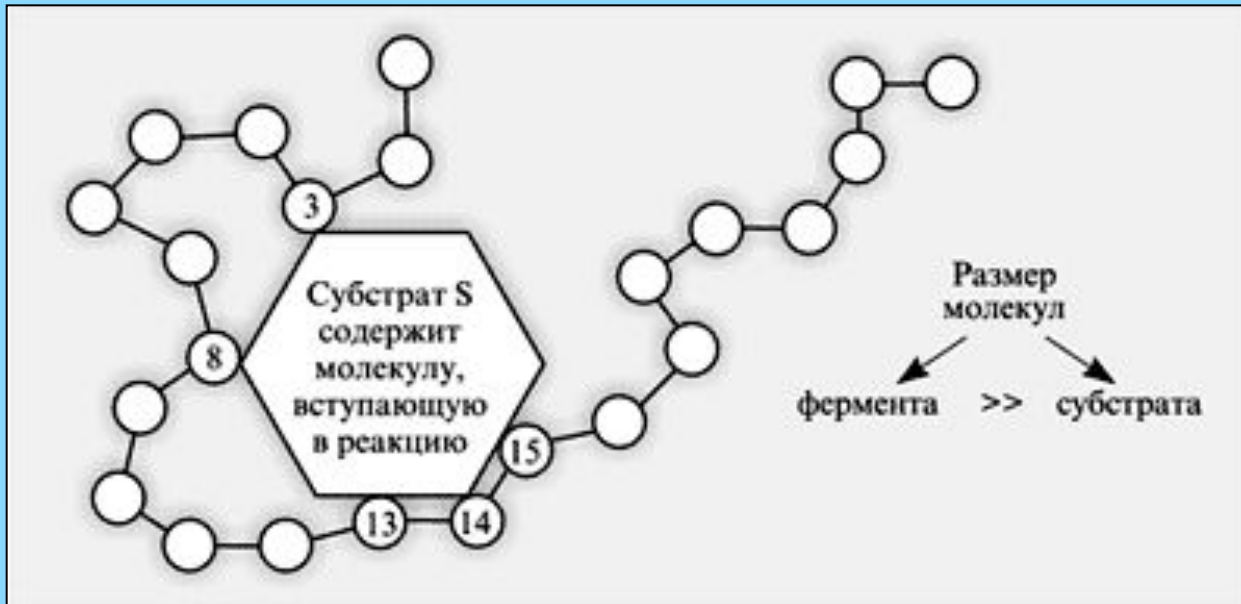 3
Субстрат S
содержит
молекулу,
вступающую
в реакцию
8
15
13
14
Размер
молекул
фермента >> субстрата